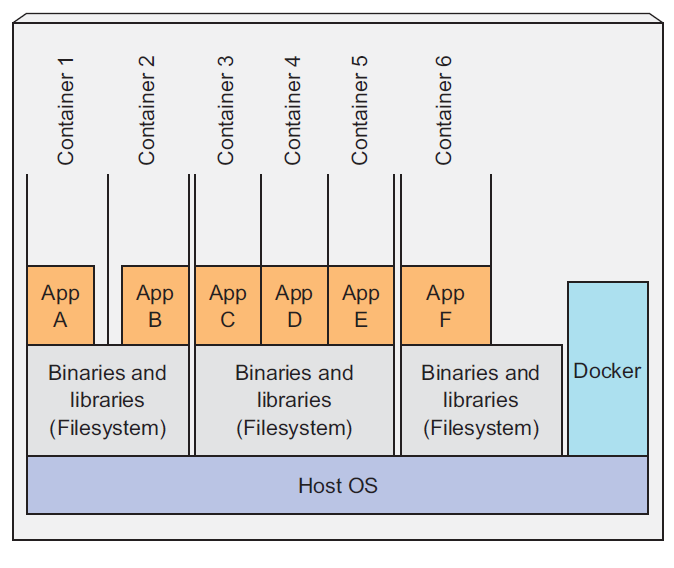 Container 1
Container 2
Container 3
Container 4
Container 5
Container 6
App
A
App
B
App
C
App
D
App
E
App
F
Binaries and
libraries
(Filesystem)
Binaries and
libraries
(Filesystem)
Binaries and
libraries
(Filesystem)
Docker
Host OS